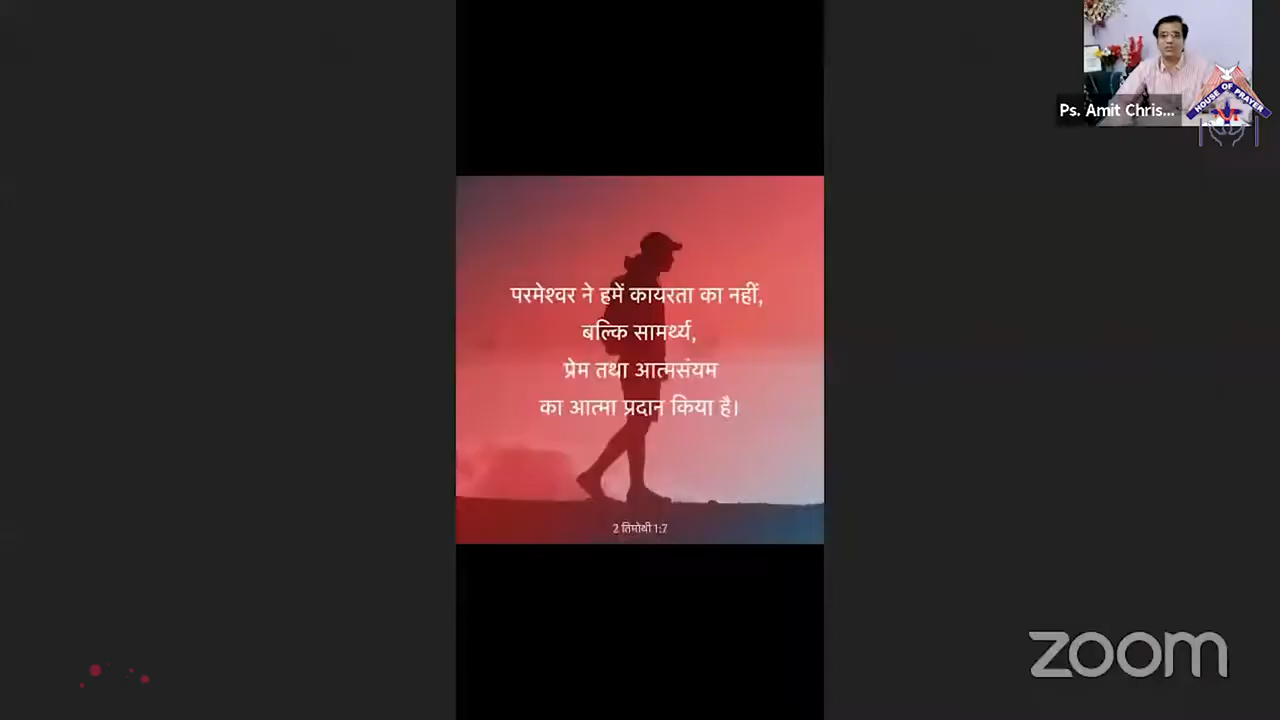 Ps. Amit Chris...
HOUSE OF PRAYER
परमेश्वर ने हमें कायरता का नहीं,
बल्कि सामर्थ्य,
प्रेम तथा आत्मसंयम
का आत्मा प्रदान किया है।
2 तिमोथी 1:7
zoom